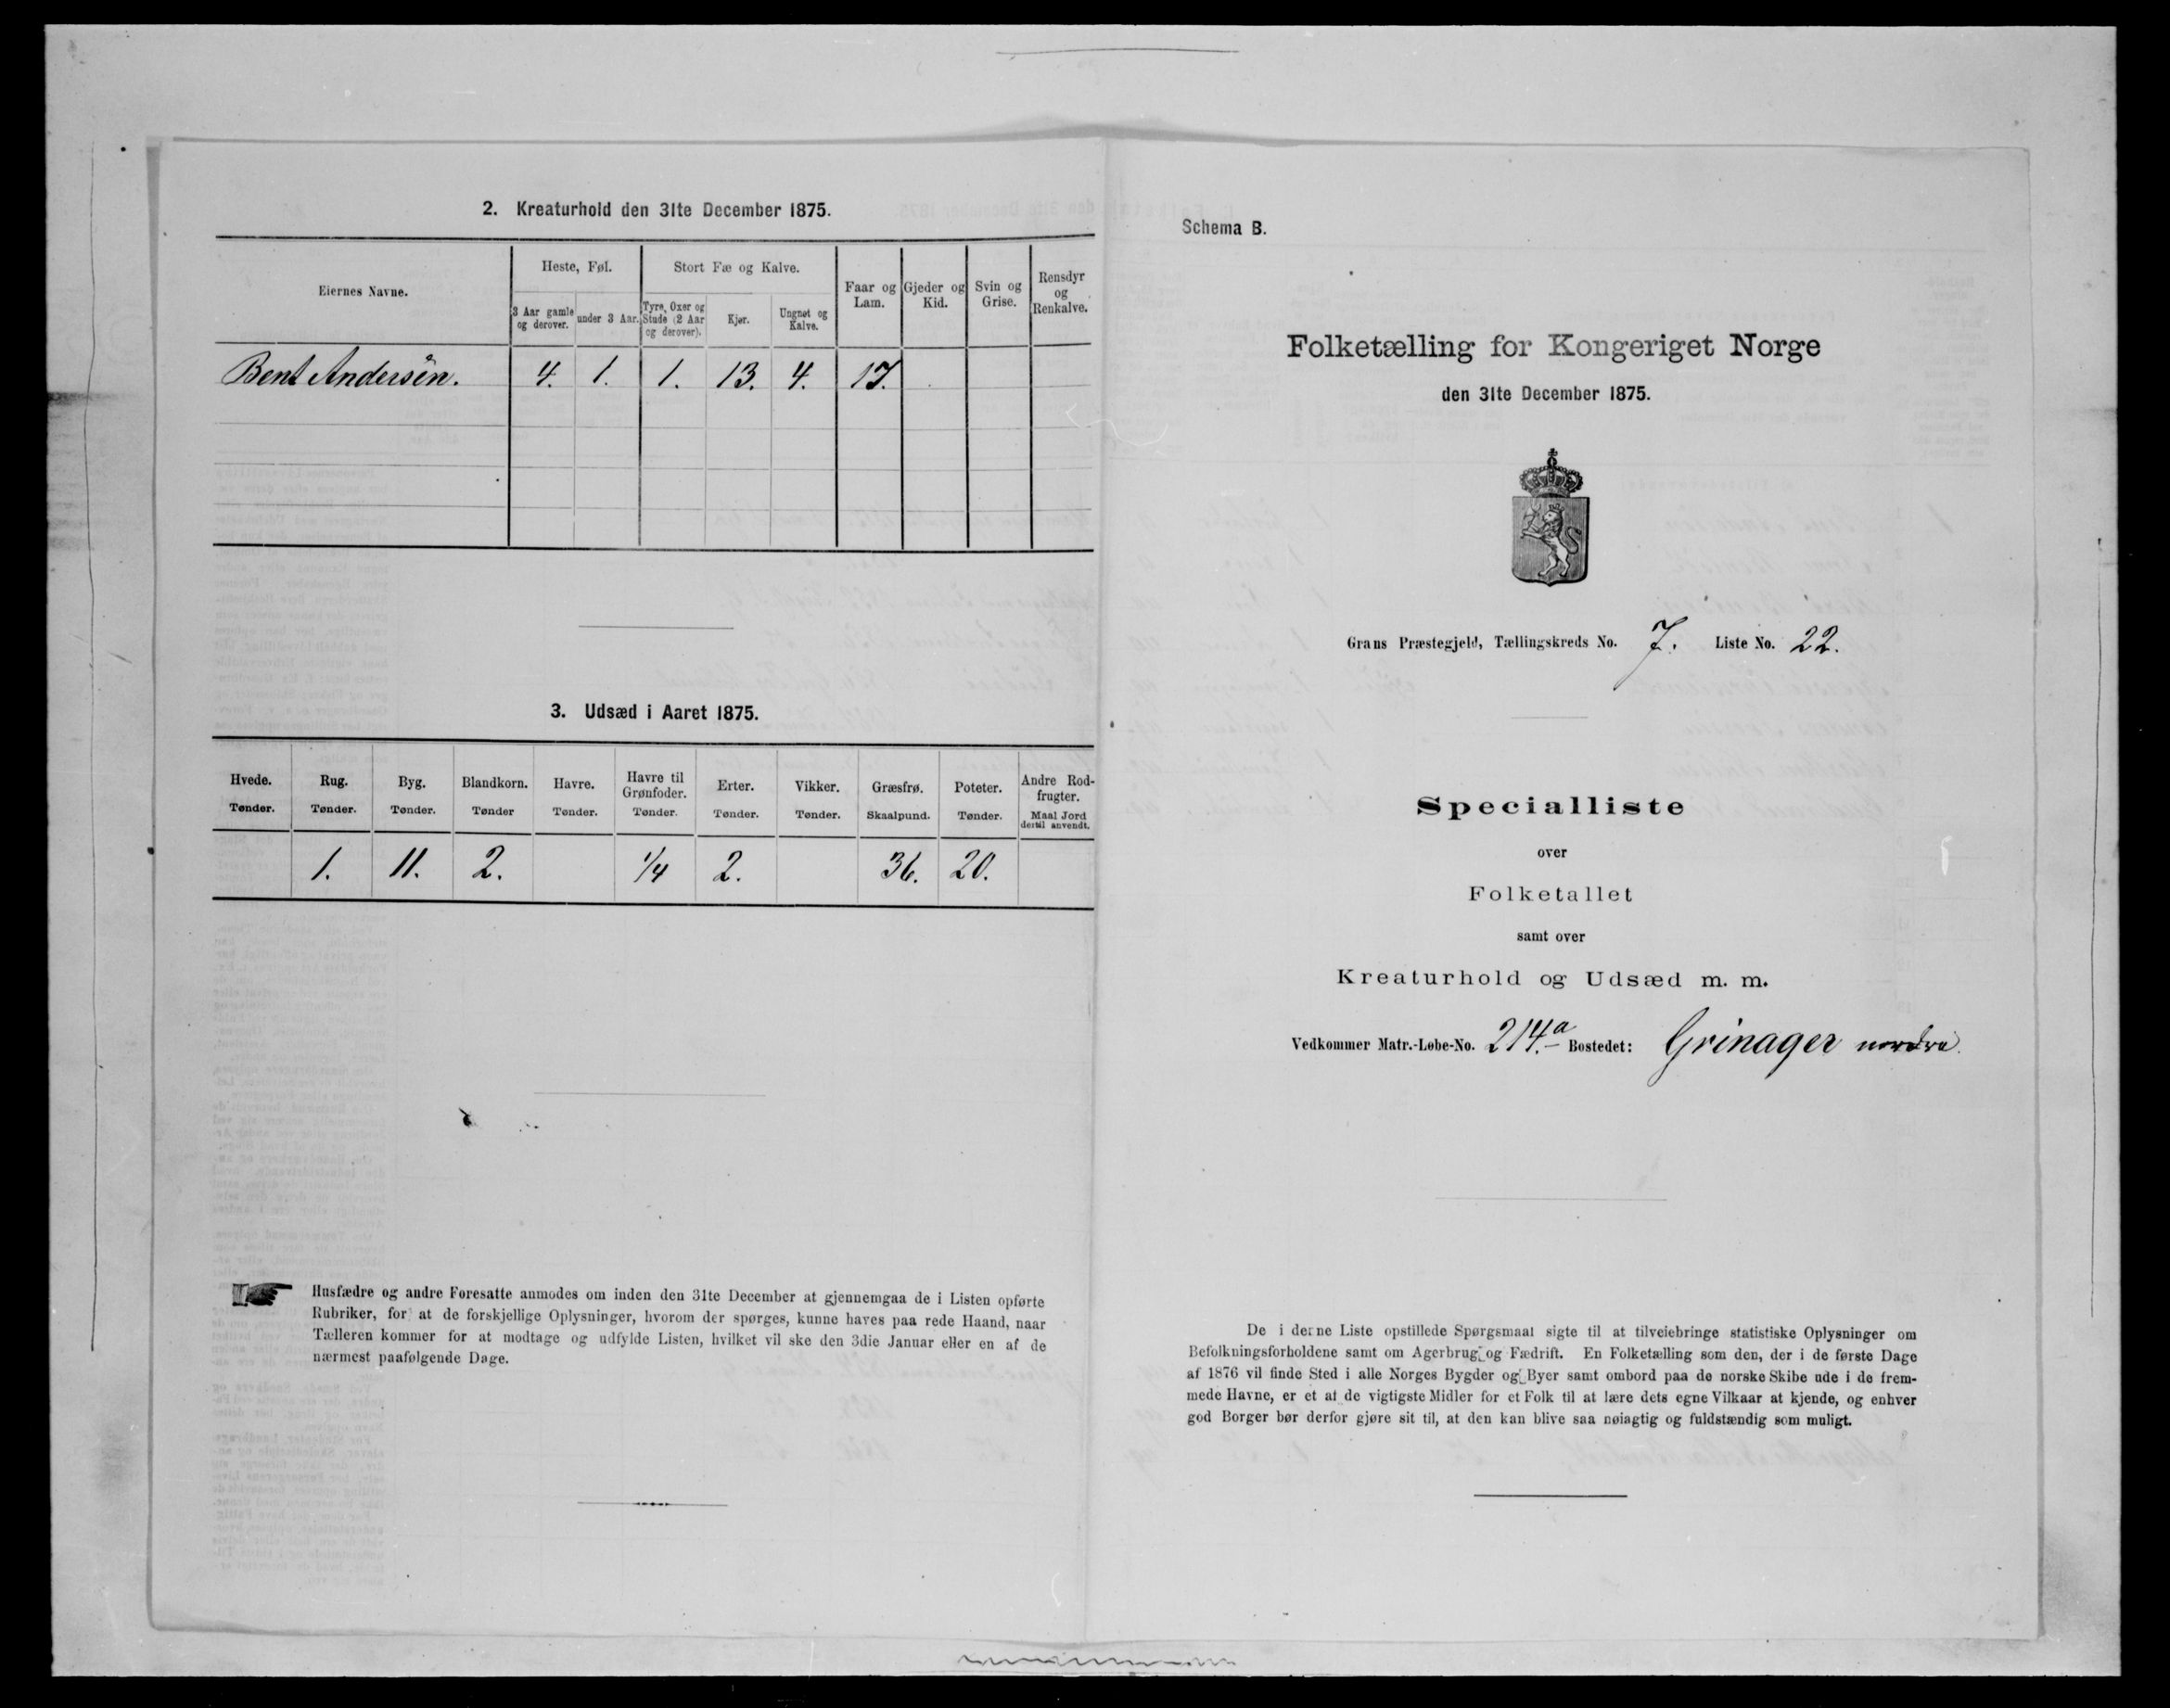 2. Kreaturhold den 31te December 1875.
Eiernes Navne.
Heste, Føl.
Stort Fæ og Kalve.
3 Aar gamle og derover.
under 3 Aar.
Tyre, Oxer og Stude (2 Aar og derover).
Kjør.
Ungnøt og Kalve.
Faar og Lam.
Gjeder og Kid.
Svin og Grise.
Rensdyr og Renkalve.
Bent Andersen. 4. 1. 1. 13. 4. 17.
3. Udsæd i Aaret 1875.
Hvede. Rug. Byg. Blandkorn. Havre. Havre til Grønfoder. Erter. Vikker. Græsfrø. Poteter. Andre Rodfrugter.
Tønder. Tønder. Tønder. Tønder Tønder. Tønder. Tønder. Tønder. Skaalpund. Tønder. Maal Jord dertil anvendt.
1. 11. 2. 1/4 2. 36. 20.
Husfædre og andre Foresatte anmodes om inden den 31te December at gjennemgaa de i Listen opførte
Rubriker, for at de forskjellige Oplysninger, hvorom der spørges, kunne haves paa rede Haand, naar
Tælleren kommer for at modtage og udfylde Listen, hvilket vil ske den 3die Januar eller en af de
nærmest paafølgende Dage.
Schema B.
Folketælling for Kongeriget Norge
den 31te December 1875.
Grans Præstegjeld, Tællingskreds No. 7. Liste No. 22.
Specialliste
over
Folketallet
samt over
Kreaturhold og Udsæd m. m.
Vedkommer Matr.-Løbe-No. 214.a Bostedet: Grinager nordre.
De i denne Liste opstillede Spørgsmaal sigte til at tilveiebringe statistiske Oplysninger om
Befolkningsforholdene samt om Agerbrug og Fædrift. En Folketælling som den, der i de første Dage
af 1876 vil finde Sted i alle Norges Bygder og Byer samt ombord paa de norske Skibe ude i de frem-
mede Havne, er et af de vigtigste Midler for et Folk til at lære dets egne Vilkaar at kjende, og enhver
god Borger bør derfor gjøre sit til, at den kan blive saa nøiagtig og fuldstændig som muligt.